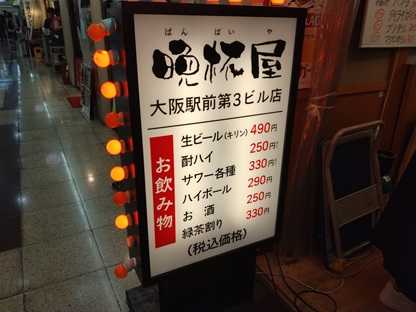 ばん ぱい や
晩杯屋
大阪駅前第3ビル店
お飲み物
生ビール(キリン) 490円!
酎ハイ 250円!
サワー各種 330円!
ハイボール 290円
お 酒 250円
緑茶割り 330円
(税込価格)